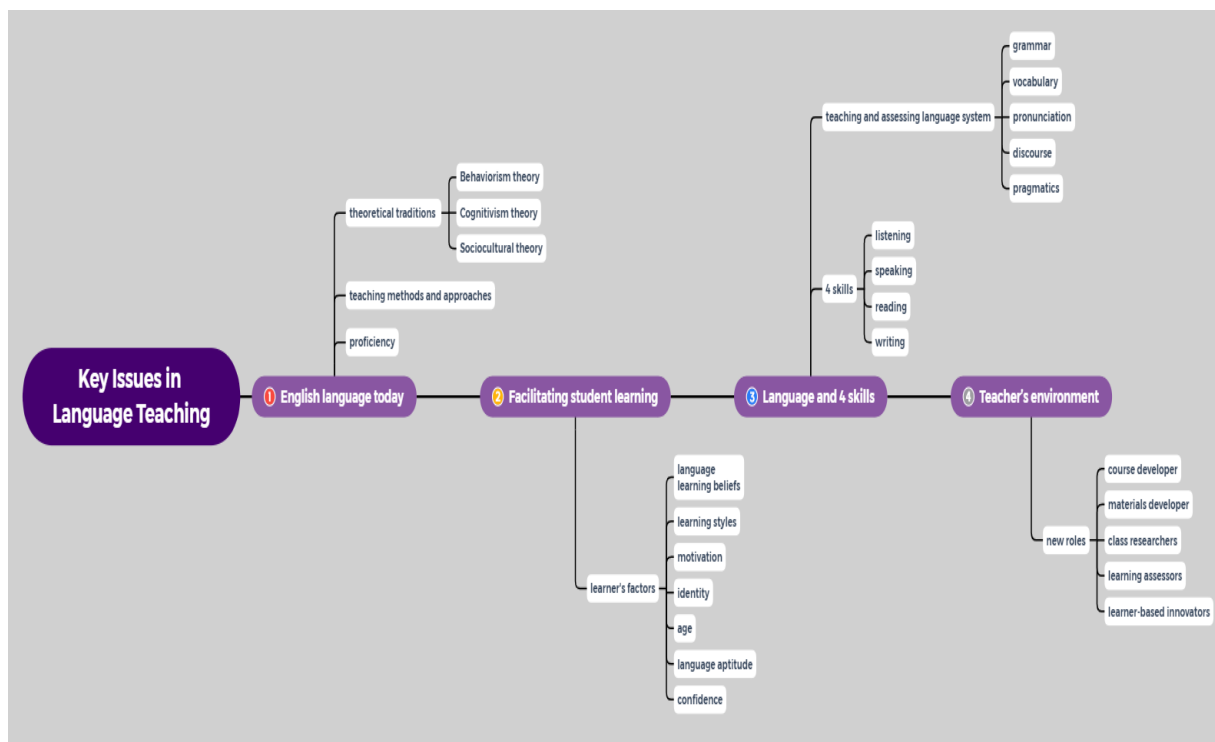 Key Issues in
Language Teaching
1 English language today
theoretical traditions
Behaviorism theory
Cognitivism theory
Sociocultural theory
teaching methods and approaches
proficiency
2 Facilitating student learning
learner's factors
language
learning beliefs
learning styles
motivation
identity
age
language aptitude
confidence
3 Language and 4 skills
teaching and assessing language system
grammar
vocabulary
pronunciation
discourse
pragmatics
4 skills
listening
speaking
reading
writing
4 Teacher's environment
new roles
course developer
materials developer
class researchers
learning assessors
learner-based innovators